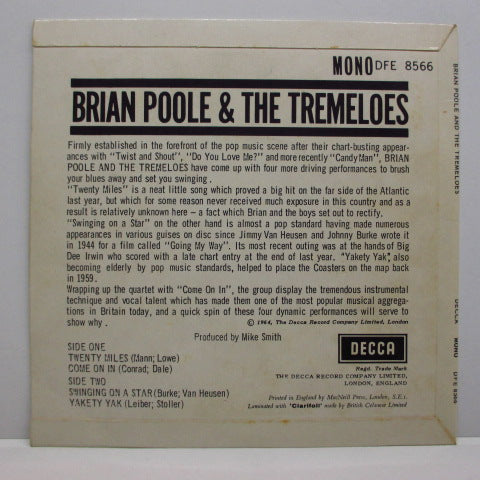 MONO DFE 8566
BRIAN POOLE & THE TREMELOES
Firmly established in the forefront of the pop music scene after their chart-busting appear-
ances with "Twist and Shout", "Do You Love Me?" and more recently "Candy Man", BRIAN
POOLE AND THE TREMELOES have come up with four more driving performances to brush
your blues away and set you swinging.
"Twenty Miles" is a neat little song which proved a big hit on the far side of the Atlantic
last year, but which for some reason never received much exposure in this country and as a
result is relatively unknown here - a fact which Brian and the boys set out to rectify.
"Swinging on a Star" on the other hand is almost a pop standard having made numerous
appearances in various guises on disc since Jimmy Van Heusen and Johnny Burke wrote it
in 1944 for a film called "Going My Way". Its most recent outing was at the hands of Big
Dee Irwin who scored with a late chart entry at the end of last year. "Yakety Yak", also
becoming elderly by pop music standards, helped to place the Coasters on the map back
in 1959.
Wrapping up the quartet with "Come On In", the group display the tremendous instrumental
technique and vocal talent which has made them one of the most popular musical aggrega-
tions in Britain today, and a quick spin of these four dynamic performances will serve to
show why.
© 1964, The Decca Record Company Limited, London
Produced by Mike Smith
SIDE ONE
TWENTY MILES (Mann; Lowe)
COME ON IN (Conrad; Dale)
SIDE TWO
SWINGING ON A STAR (Burke; Van Heusen)
YAKETY YAK (Leiber; Stoller)
DECCA
Regd. Trade Mark
THE DECCA RECORD COMPANY LIMITED,
LONDON, ENGLAND
Printed in England by MacNeill Press, London, S.E.1.
Laminated with 'Clarifoil' made by British Celanese Limited
BRIAN POOLE AND THE TREMELOES
DECCA
MONO
DFE 8566